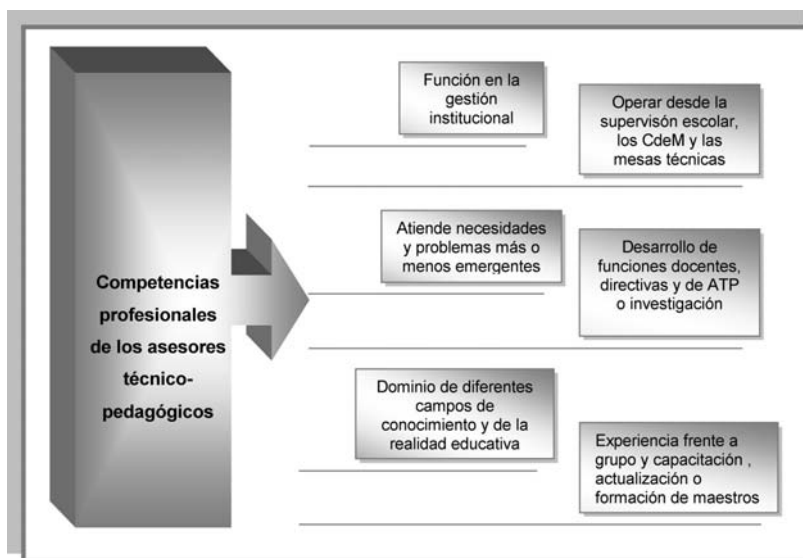 Competencias
profesionales
de los asesores
técnico-
pedagógicos
Función en la
gestión
institucional
Operar desde la
supervisón escolar,
los CdeM y las
mesas técnicas
Atiende necesidades
y problemas más o
menos emergentes
Desarrollo de
funciones docentes,
directivas y de ATP
o investigación
Dominio de diferentes
campos de
conocimiento y de la
realidad educativa
Experiencia frente a
grupo y capacitación ,
actualización o
formación de maestros